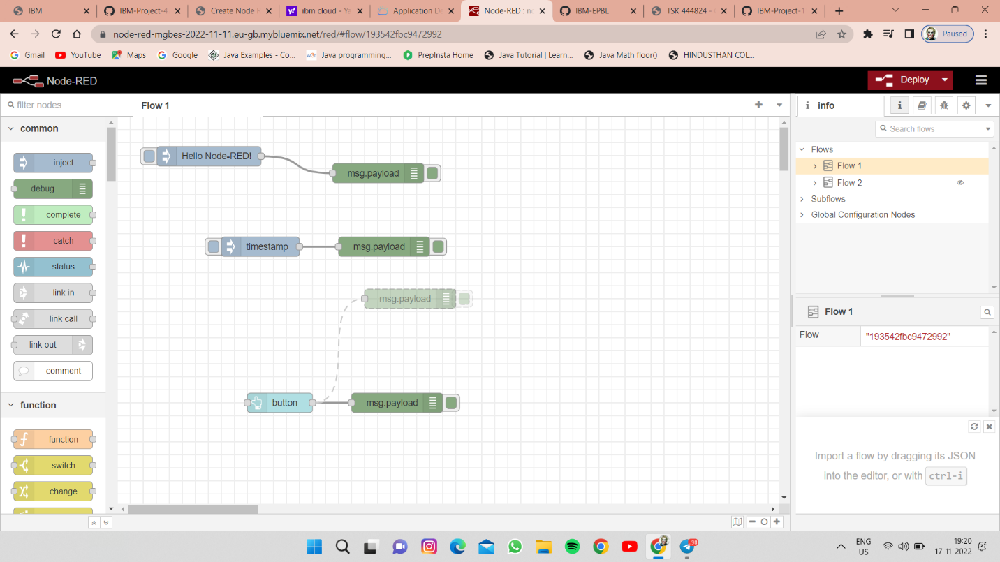 IBM
IBM-Project-4
Create Node R
ibm cloud - Ya
Application De
Node-RED : no
IBM-EPBL
TSK 444824 -
IBM-Project-1
node-red-mgbes-2022-11-11.eu-gb.mybluemix.net/red/#flow/193542fbc9472992
Paused
Gmail
YouTube
Maps
Google
Java Examples - Co...
w3r
Java programming...
PrepInsta Home
Java Tutorial | Learn...
Java Math floor()
HINDUSTHAN COL...
Node-RED
Deploy
filter nodes
Flow 1
i info
i
Search flows
common
inject
debug
complete
catch
status
link in
link call
link out
comment
function
function
switch
change
Hello Node-RED!
msg.payload
timestamp
msg.payload
msg.payload
button
msg.payload
Flows
Flow 1
Flow 2
Subflows
Global Configuration Nodes
Flow 1
Flow
"193542fbc9472992"
Import a flow by dragging its JSON
into the editor, or with ctrl-i
98
ENG
US
19:20
17-11-2022